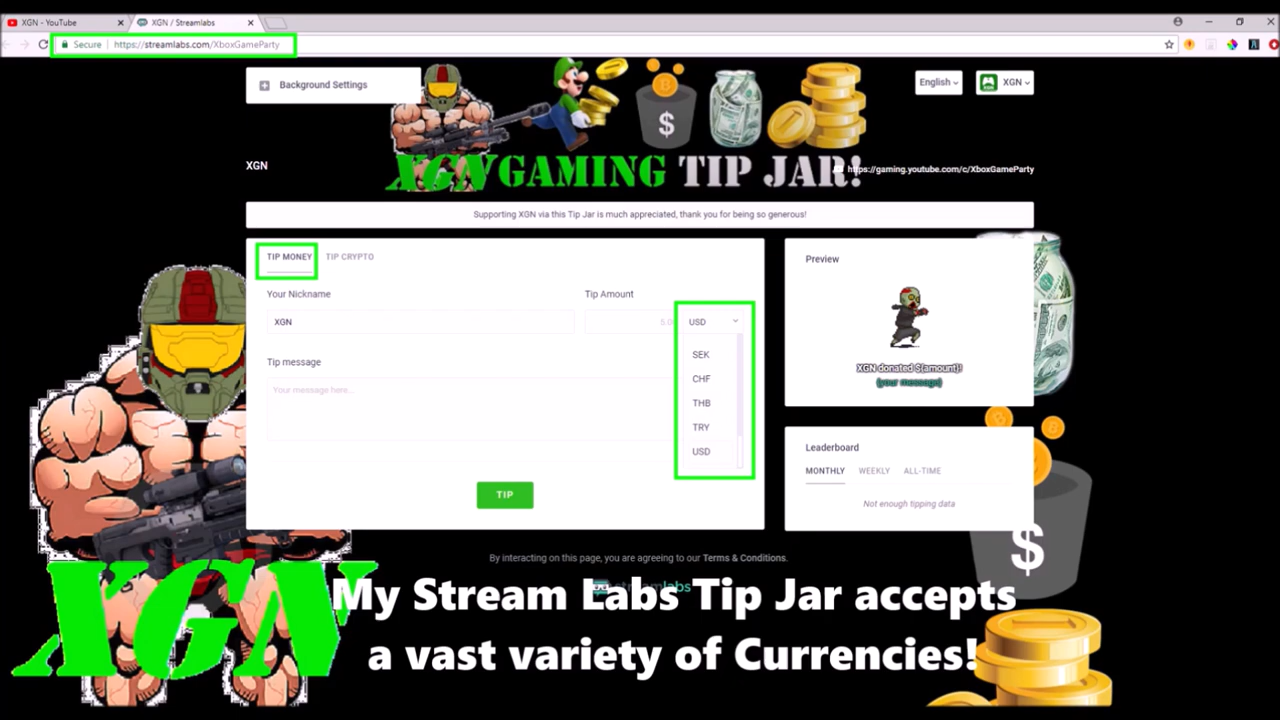 XGN - YouTube
XGN / Streamlabs
Secure | https://streamlabs.com/XboxGameParty
Background Settings
English
XGN
$
XGN GAMING TIP JAR!
XGN
https://gaming.youtube.com/c/XboxGameParty
Supporting XGN via this Tip Jar is much appreciated, thank you for being so generous!
TIP MONEY
TIP CRYPTO
Your Nickname
Tip Amount
XGN
USD
SEK
CHF
THB
TRY
USD
Tip message
Your message here...
TIP
Preview
XGN donated ${amount}!
{your message}
Leaderboard
MONTHLY
WEEKLY
ALL-TIME
Not enough tipping data
$
By interacting on this page, you are agreeing to our Terms & Conditions.
streamlabs
XGN
My Stream Labs Tip Jar accepts
a vast variety of Currencies!